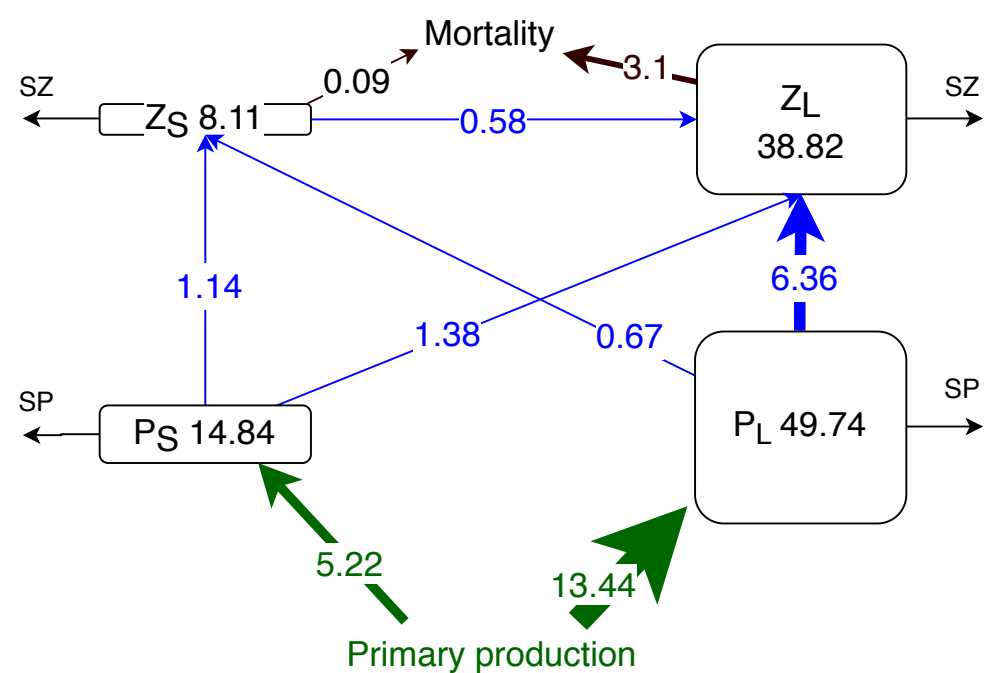 Mortality
SZ
0.09
3.1
SZ
ZS 8.11
0.58
ZL
38.82
1.14
6.36
1.38
0.67
SP
PS 14.84
PL 49.74
SP
5.22
13.44
Primary production